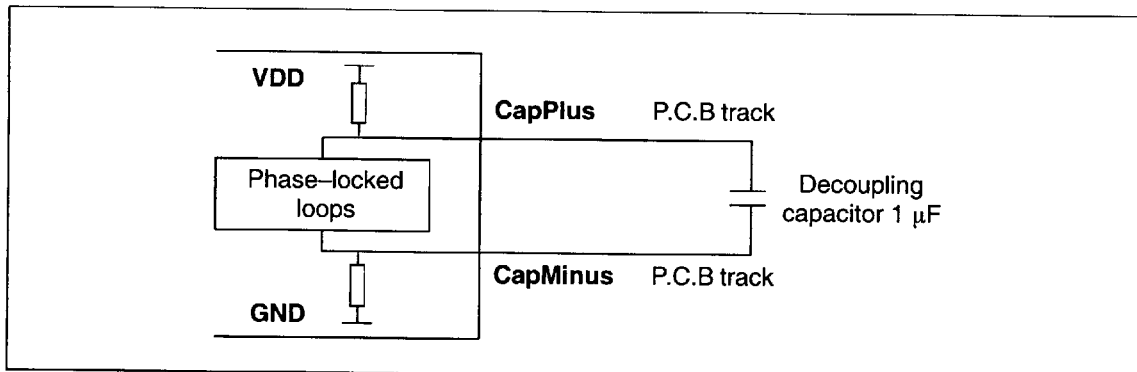 VDD
CapPlus
P.C.B track
Phase–locked
loops
Decoupling
capacitor 1 μF
CapMinus
P.C.B track
GND